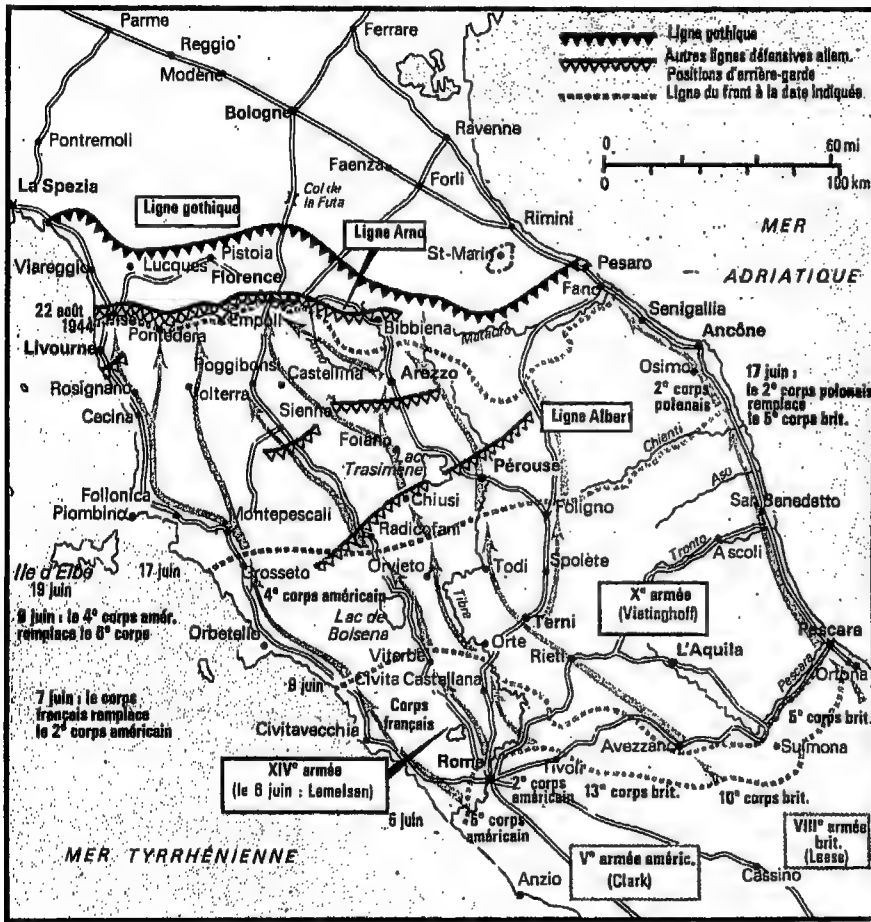 Parme
Reggio
Modène
Ferrare
Ligne gothique
Autres lignes défensives allem.
Positions d'arrière-garde
Ligne du front à la date indiquée
Bologne
Pontremoli
Ravenne
Faenza
Forli
0 60 mi
0 100 km
La Spezia
Col de
la Futa
Ligne gothique
Ligne Arno
Rimini
MER
ADRIATIQUE
St-Marin
Pistoia
Lucques
Florence
Viareggio
Pesaro
Fano
Senigallia
22 août
1944
Pontedera
Empoli
Bibbiena
Ancône
Livourne
Poggibonsi
Castellina
Arezzo
Osimo
2e corps
polonais
17 juin :
le 2e corps polonais
remplace
le 5e corps brit.
Rosignano
Volterra
Cecina
Sienne
Foiano
Lac
Trasimène
Ligne Albert
Chienti
Pérouse
Aso
Chiusi
Follonica
Piombino
Montepescali
Radicofani
Foligno
San Benedetto
Ile d'Elbe
17 juin
19 juin
Grosseto
4e corps américain
Orvieto
Todi
Spolète
Tronto
Ascoli
9 juin : le 4e corps amér.
remplace le 6e corps
Lac de
Bolsena
Tibre
Xe armée
(Vietinghoff)
Orbetello
Terni
Orte
Pescara
Viterbe
Rieti
L'Aquila
Pescara
Ortona
7 juin : le corps
français remplace
le 2e corps américain
9 juin
Civita Castellana
Corps
français
5e corps brit.
Civitavecchia
Avezzano
Sulmona
XIVe armée
(le 6 juin : Lemelsen)
Rome
Tivoli
2e corps
américain
13e corps brit.
10e corps brit.
6 juin
6e corps
américain
MER TYRRHÉNIENNE
VIIIe armée
brit.
(Leese)
Ve armée améric.
(Clark)
Cassino
Anzio